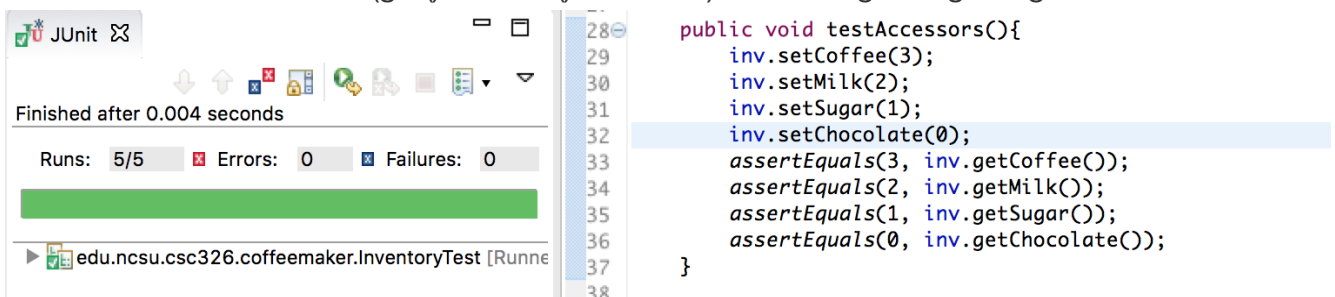 JUnit
Finished after 0.004 seconds
Runs: 5/5 Errors: 0 Failures: 0
edu.ncsu.csc326.coffeemaker.InventoryTest [Runne
28 public void testAccessors(){
29 inv.setCoffee(3);
30 inv.setMilk(2);
31 inv.setSugar(1);
32 inv.setChocolate(0);
33 assertEquals(3, inv.getCoffee());
34 assertEquals(2, inv.getMilk());
35 assertEquals(1, inv.getSugar());
36 assertEquals(0, inv.getChocolate());
37 }
38